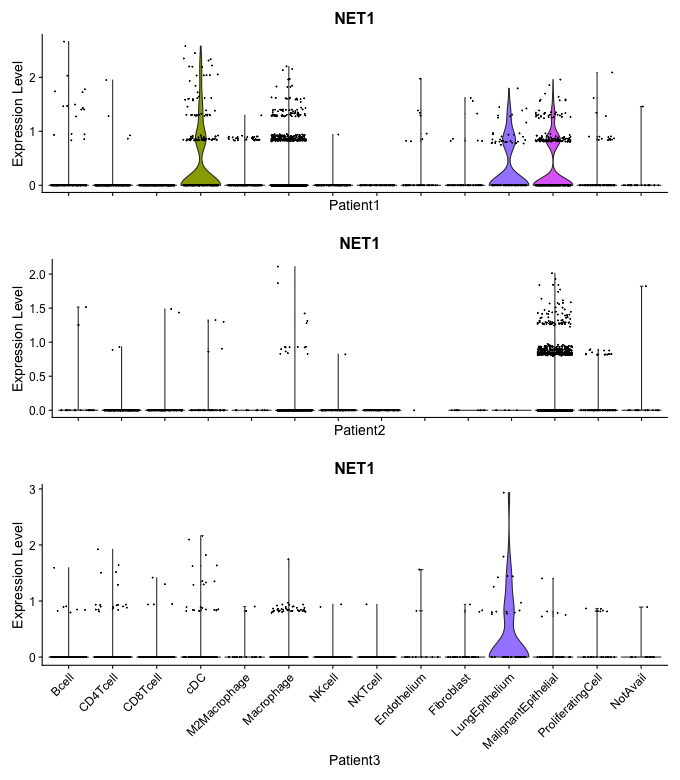 NET1
Expression Level
2
1
0
Patient1
NET1
Expression Level
2.0
1.5
1.0
0.5
0.0
Patient2
NET1
Expression Level
3
2
1
0
Bcell
CD4Tcell
CD8Tcell
cDC
M2Macrophage
Macrophage
NKcell
NKTcell
Endothelium
Fibroblast
LungEpithelium
MalignantEpithelial
ProliferatingCell
NotAvail
Patient3